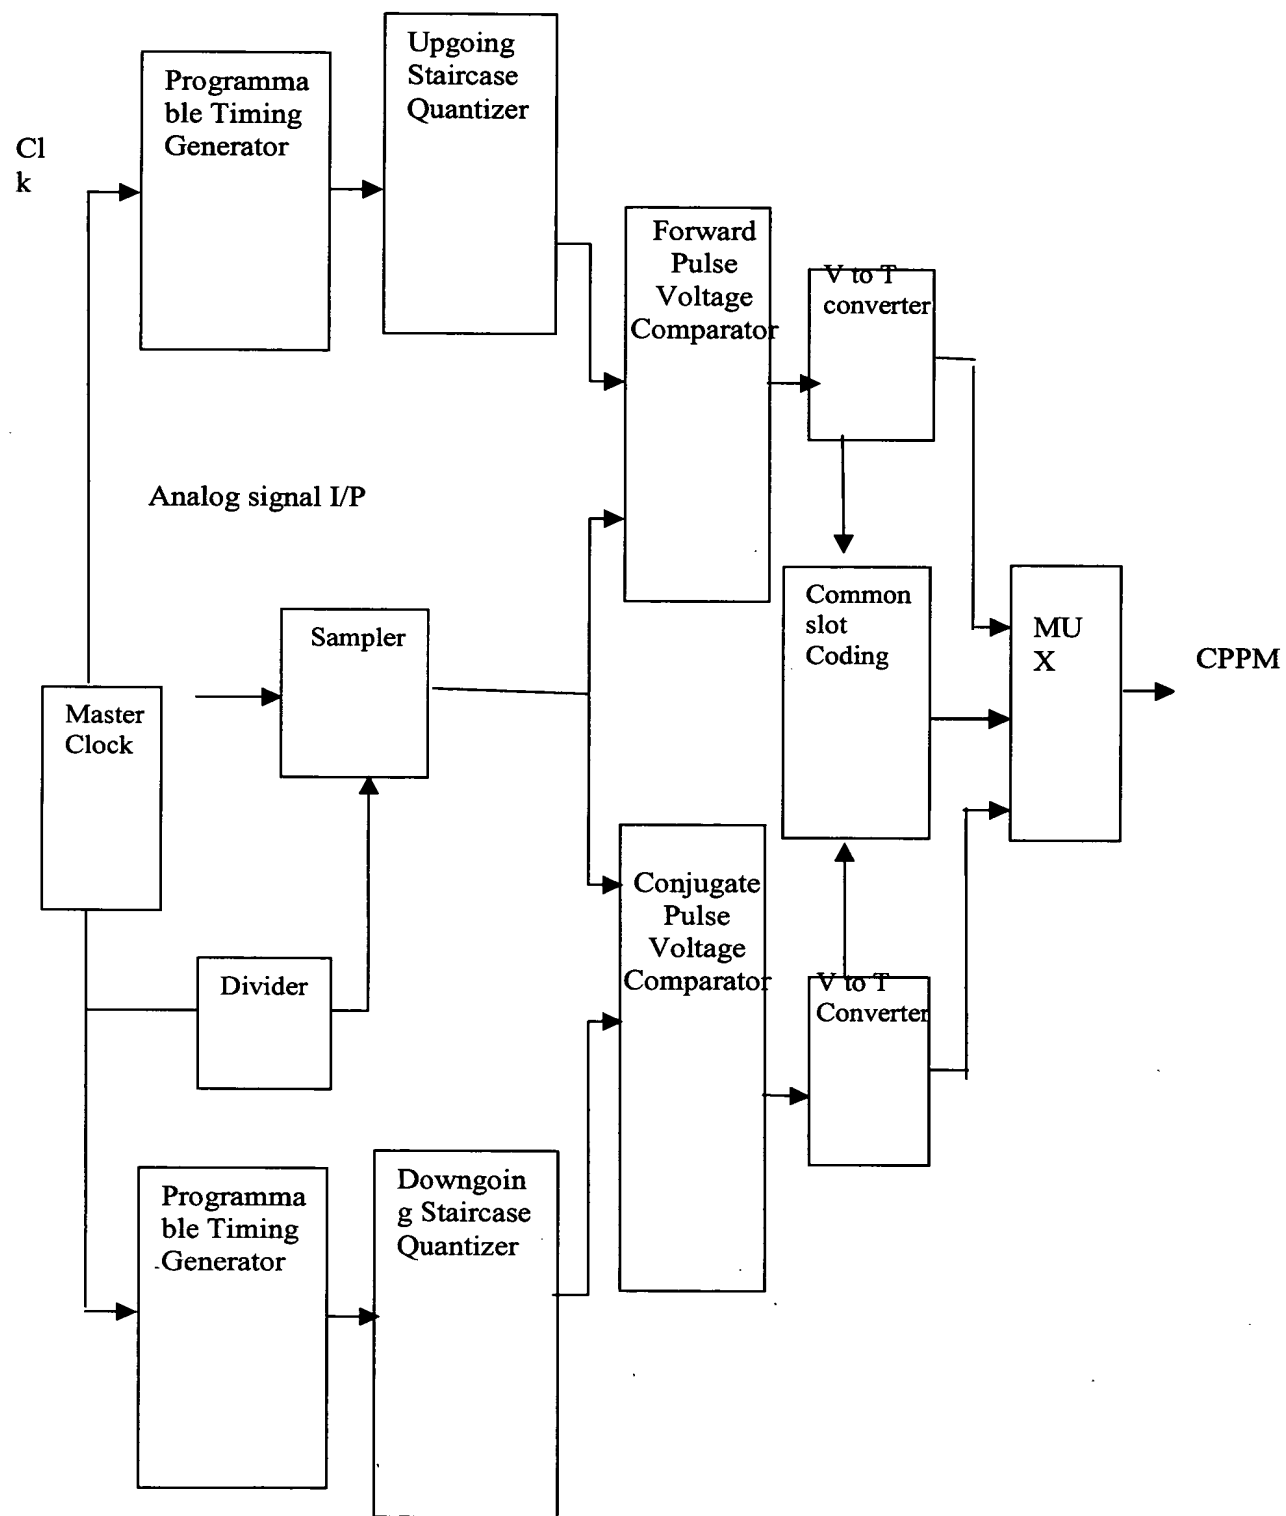 Upgoing
Staircase
Quantizer
Programma
ble Timing
Generator
Cl
k
Forward
Pulse
Voltage
Comparator
V to T
converter
Analog signal I/P
Common
slot
Coding
Sampler
MU
X
CPPM
Master
Clock
Conjugate
Pulse
Voltage
Comparator
Divider
V to T
Converter
Downgoin
g Staircase
Quantizer
Programma
ble Timing
Generator